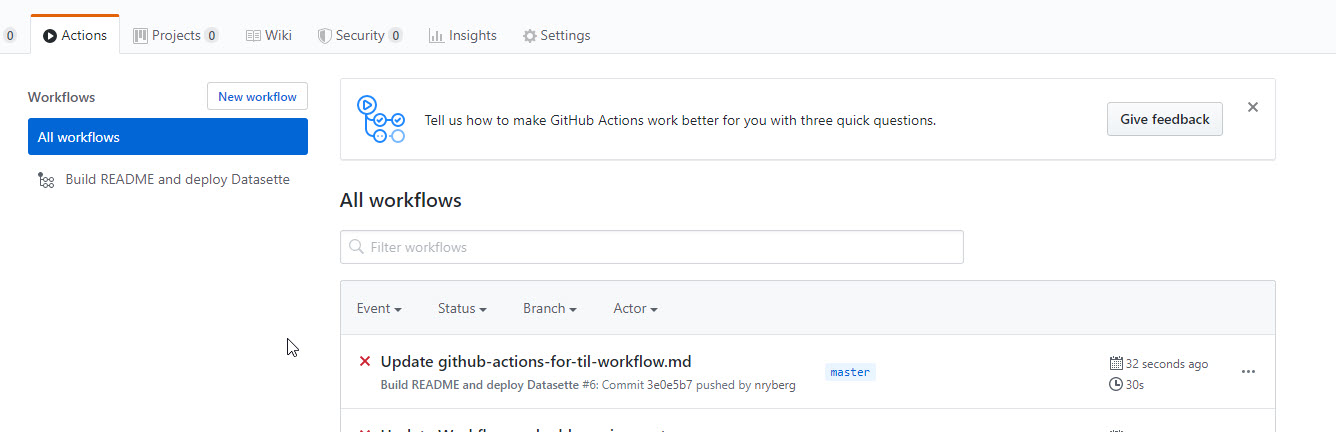 0 Actions Projects 0 Wiki Security 0 Insights Settings
Workflows New workflow
All workflows
Build README and deploy Datasette
Tell us how to make GitHub Actions work better for you with three quick questions. Give feedback
All workflows
Filter workflows
Event Status Branch Actor
Update github-actions-for-til-workflow.md
Build README and deploy Datasette #6: Commit 3e0e5b7 pushed by nryberg
master
32 seconds ago
30s